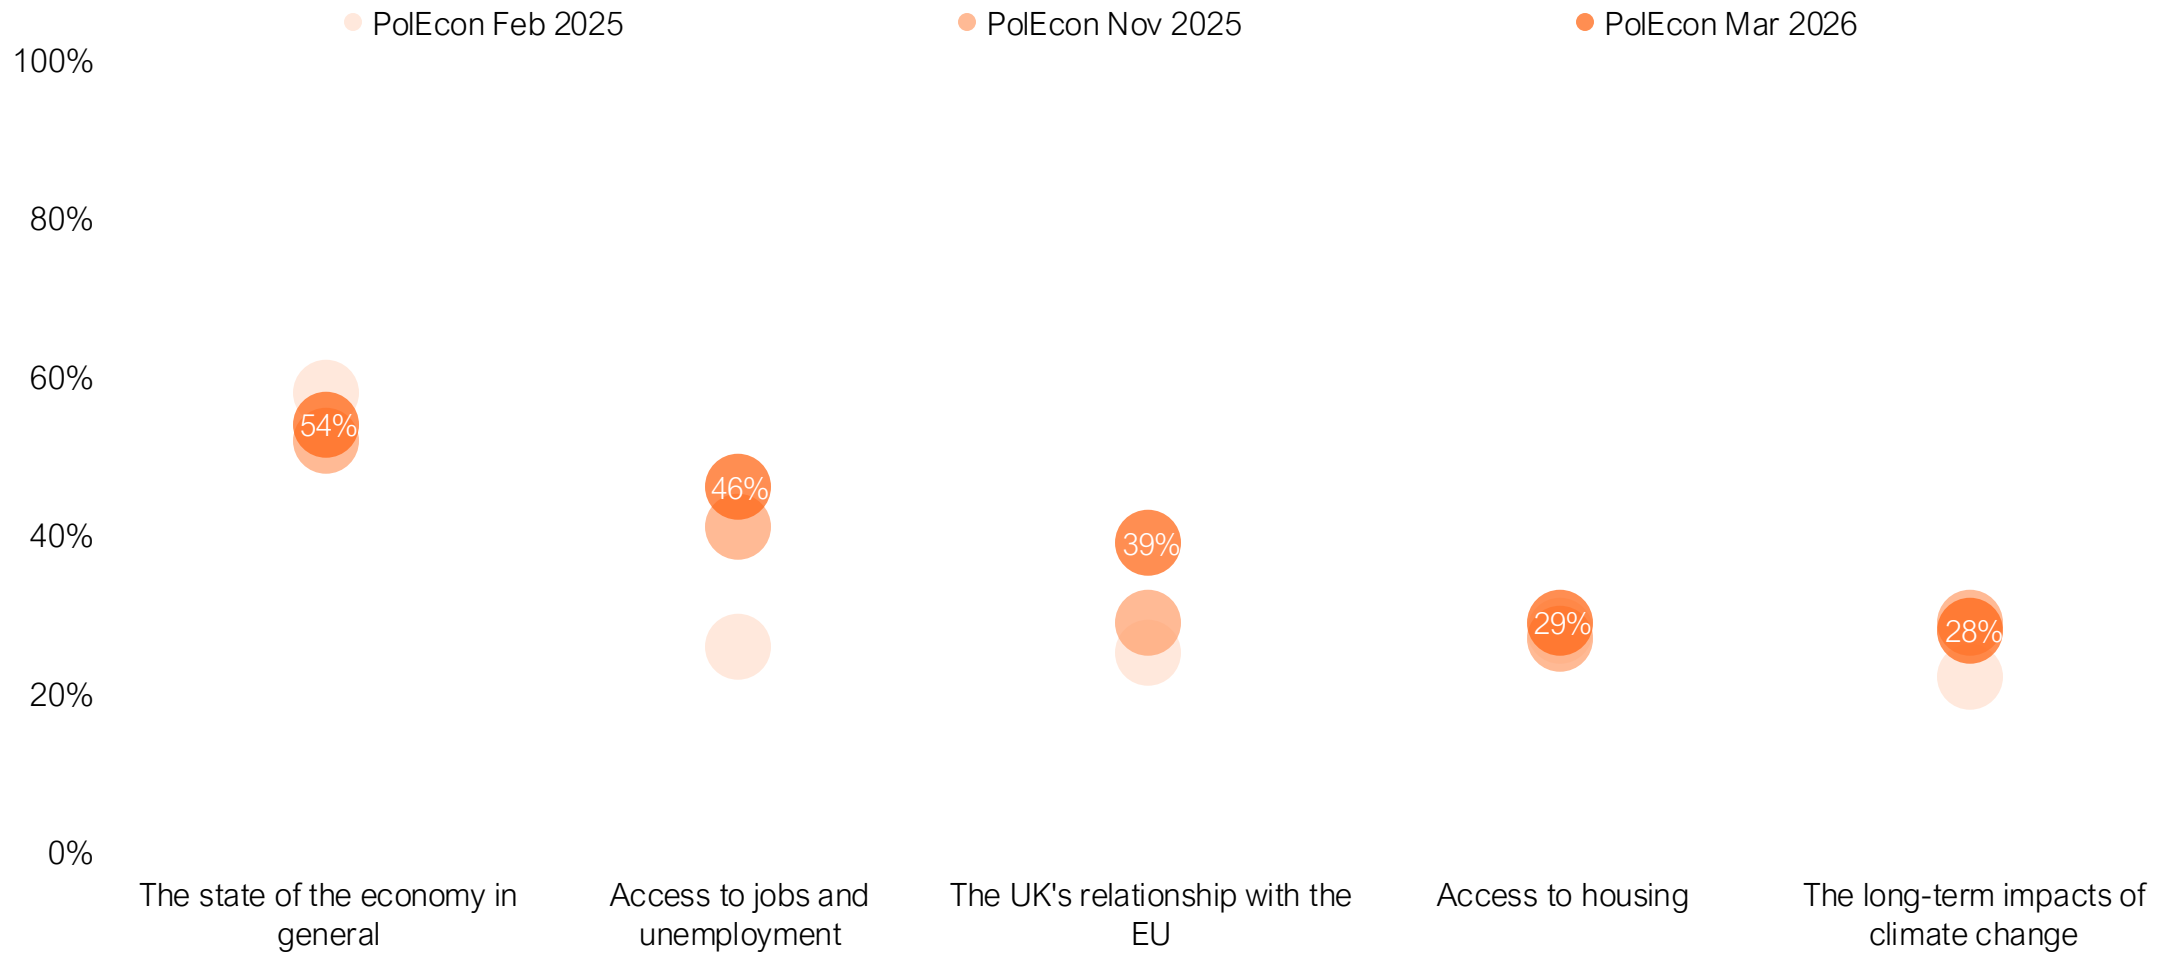 PolEcon Feb 2025 PolEcon Nov 2025 PolEcon Mar 2026
100%
80%
60%
40%
20%
0%
54%
46%
39%
29%
28%
The state of the economy in
general
Access to jobs and
unemployment
The UK's relationship with the
EU
Access to housing
The long-term impacts of
climate change